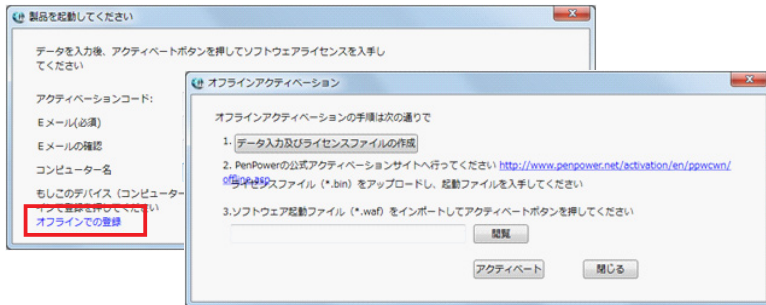 製品を起動してください
データを入力後、アクティベートボタンを押してソフトウェアライセンスを入手し
てください
アクティベーションコード:
Eメール(必須)
Eメールの確認
コンピューター名
もしこのデバイス（コンピューター
インで登録を押してください
オフラインでの登録
オフラインアクティベーション
オフラインアクティベーションの手順は次の通りで
1. データ入力及びライセンスファイルの作成
2. PenPowerの公式アクティベーションサイトへ行ってください http://www.penpower.net/activation/en/ppwcwn/
offline.asp
ライセンスファイル（*.bin）をアップロードし、起動ファイルを入手してください
3.ソフトウェア起動ファイル（*.waf）をインポートしてアクティベートボタンを押してください
閲覧
アクティベート 閉じる